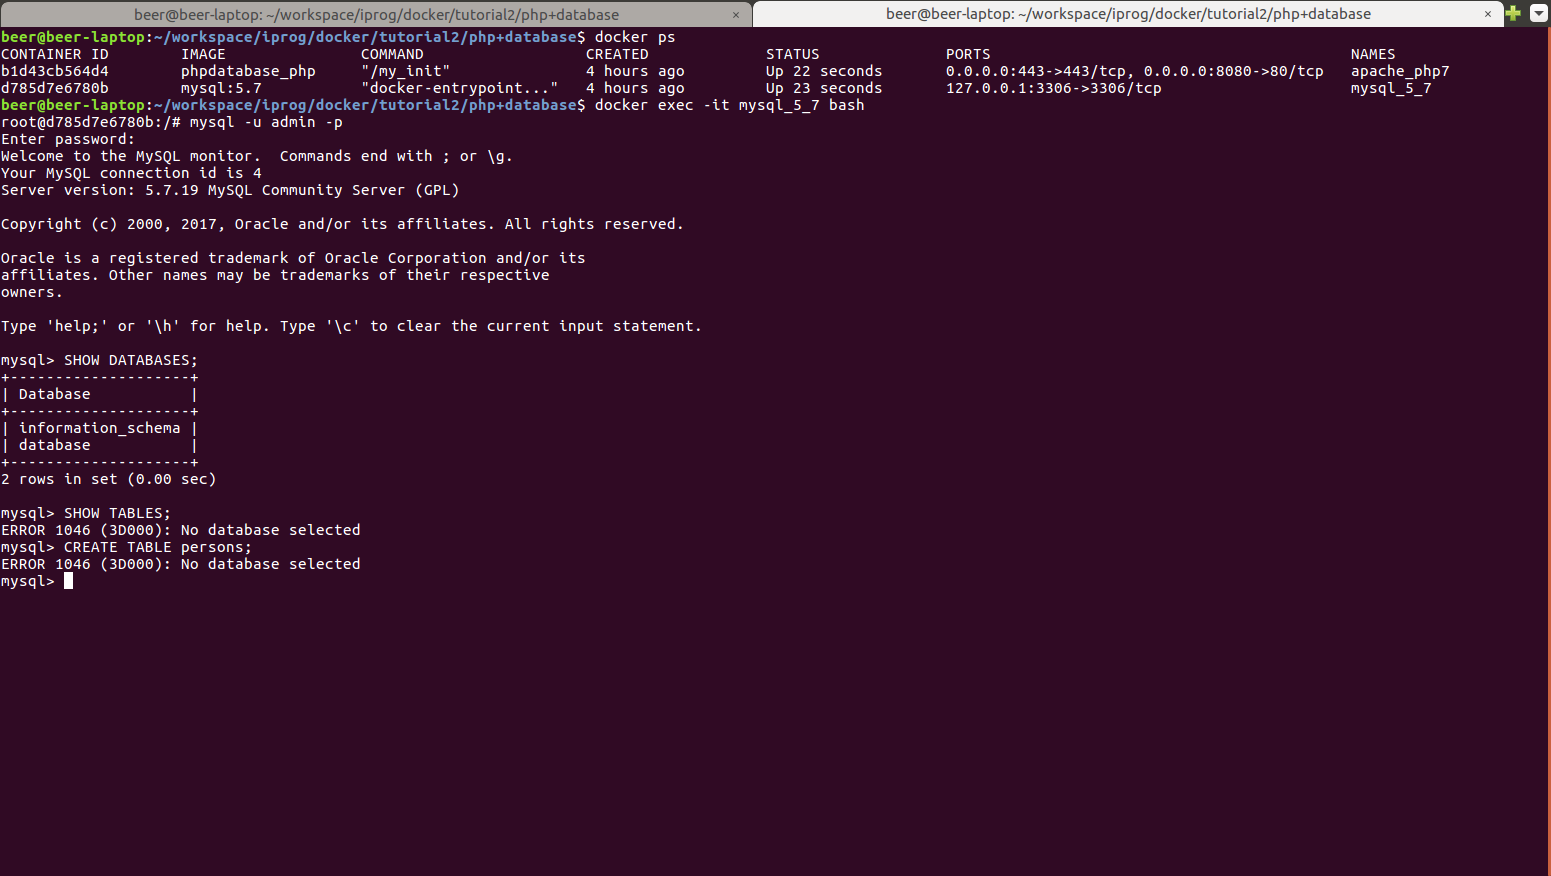 beer@beer-laptop: ~/workspace/iprog/docker/tutorial2/php+database × beer@beer-laptop: ~/workspace/iprog/docker/tutorial2/php+database ×
beer@beer-laptop:~/workspace/iprog/docker/tutorial2/php+database$ docker ps
CONTAINER ID        IMAGE               COMMAND                  CREATED             STATUS              PORTS                                        NAMES
b1d43cb564d4        phpdatabase_php     "/my_init"               4 hours ago         Up 22 seconds       0.0.0.0:443->443/tcp, 0.0.0.0:8080->80/tcp   apache_php7
d785d7e6780b        mysql:5.7           "docker-entrypoint..."   4 hours ago         Up 23 seconds       127.0.0.1:3306->3306/tcp                     mysql_5_7
beer@beer-laptop:~/workspace/iprog/docker/tutorial2/php+database$ docker exec -it mysql_5_7 bash
root@d785d7e6780b:/# mysql -u admin -p
Enter password:
Welcome to the MySQL monitor.  Commands end with ; or \g.
Your MySQL connection id is 4
Server version: 5.7.19 MySQL Community Server (GPL)

Copyright (c) 2000, 2017, Oracle and/or its affiliates. All rights reserved.

Oracle is a registered trademark of Oracle Corporation and/or its
affiliates. Other names may be trademarks of their respective
owners.

Type 'help;' or '\h' for help. Type '\c' to clear the current input statement.

mysql> SHOW DATABASES;
+--------------------+
| Database           |
+--------------------+
| information_schema |
| database           |
+--------------------+
2 rows in set (0.00 sec)

mysql> SHOW TABLES;
ERROR 1046 (3D000): No database selected
mysql> CREATE TABLE persons;
ERROR 1046 (3D000): No database selected
mysql>